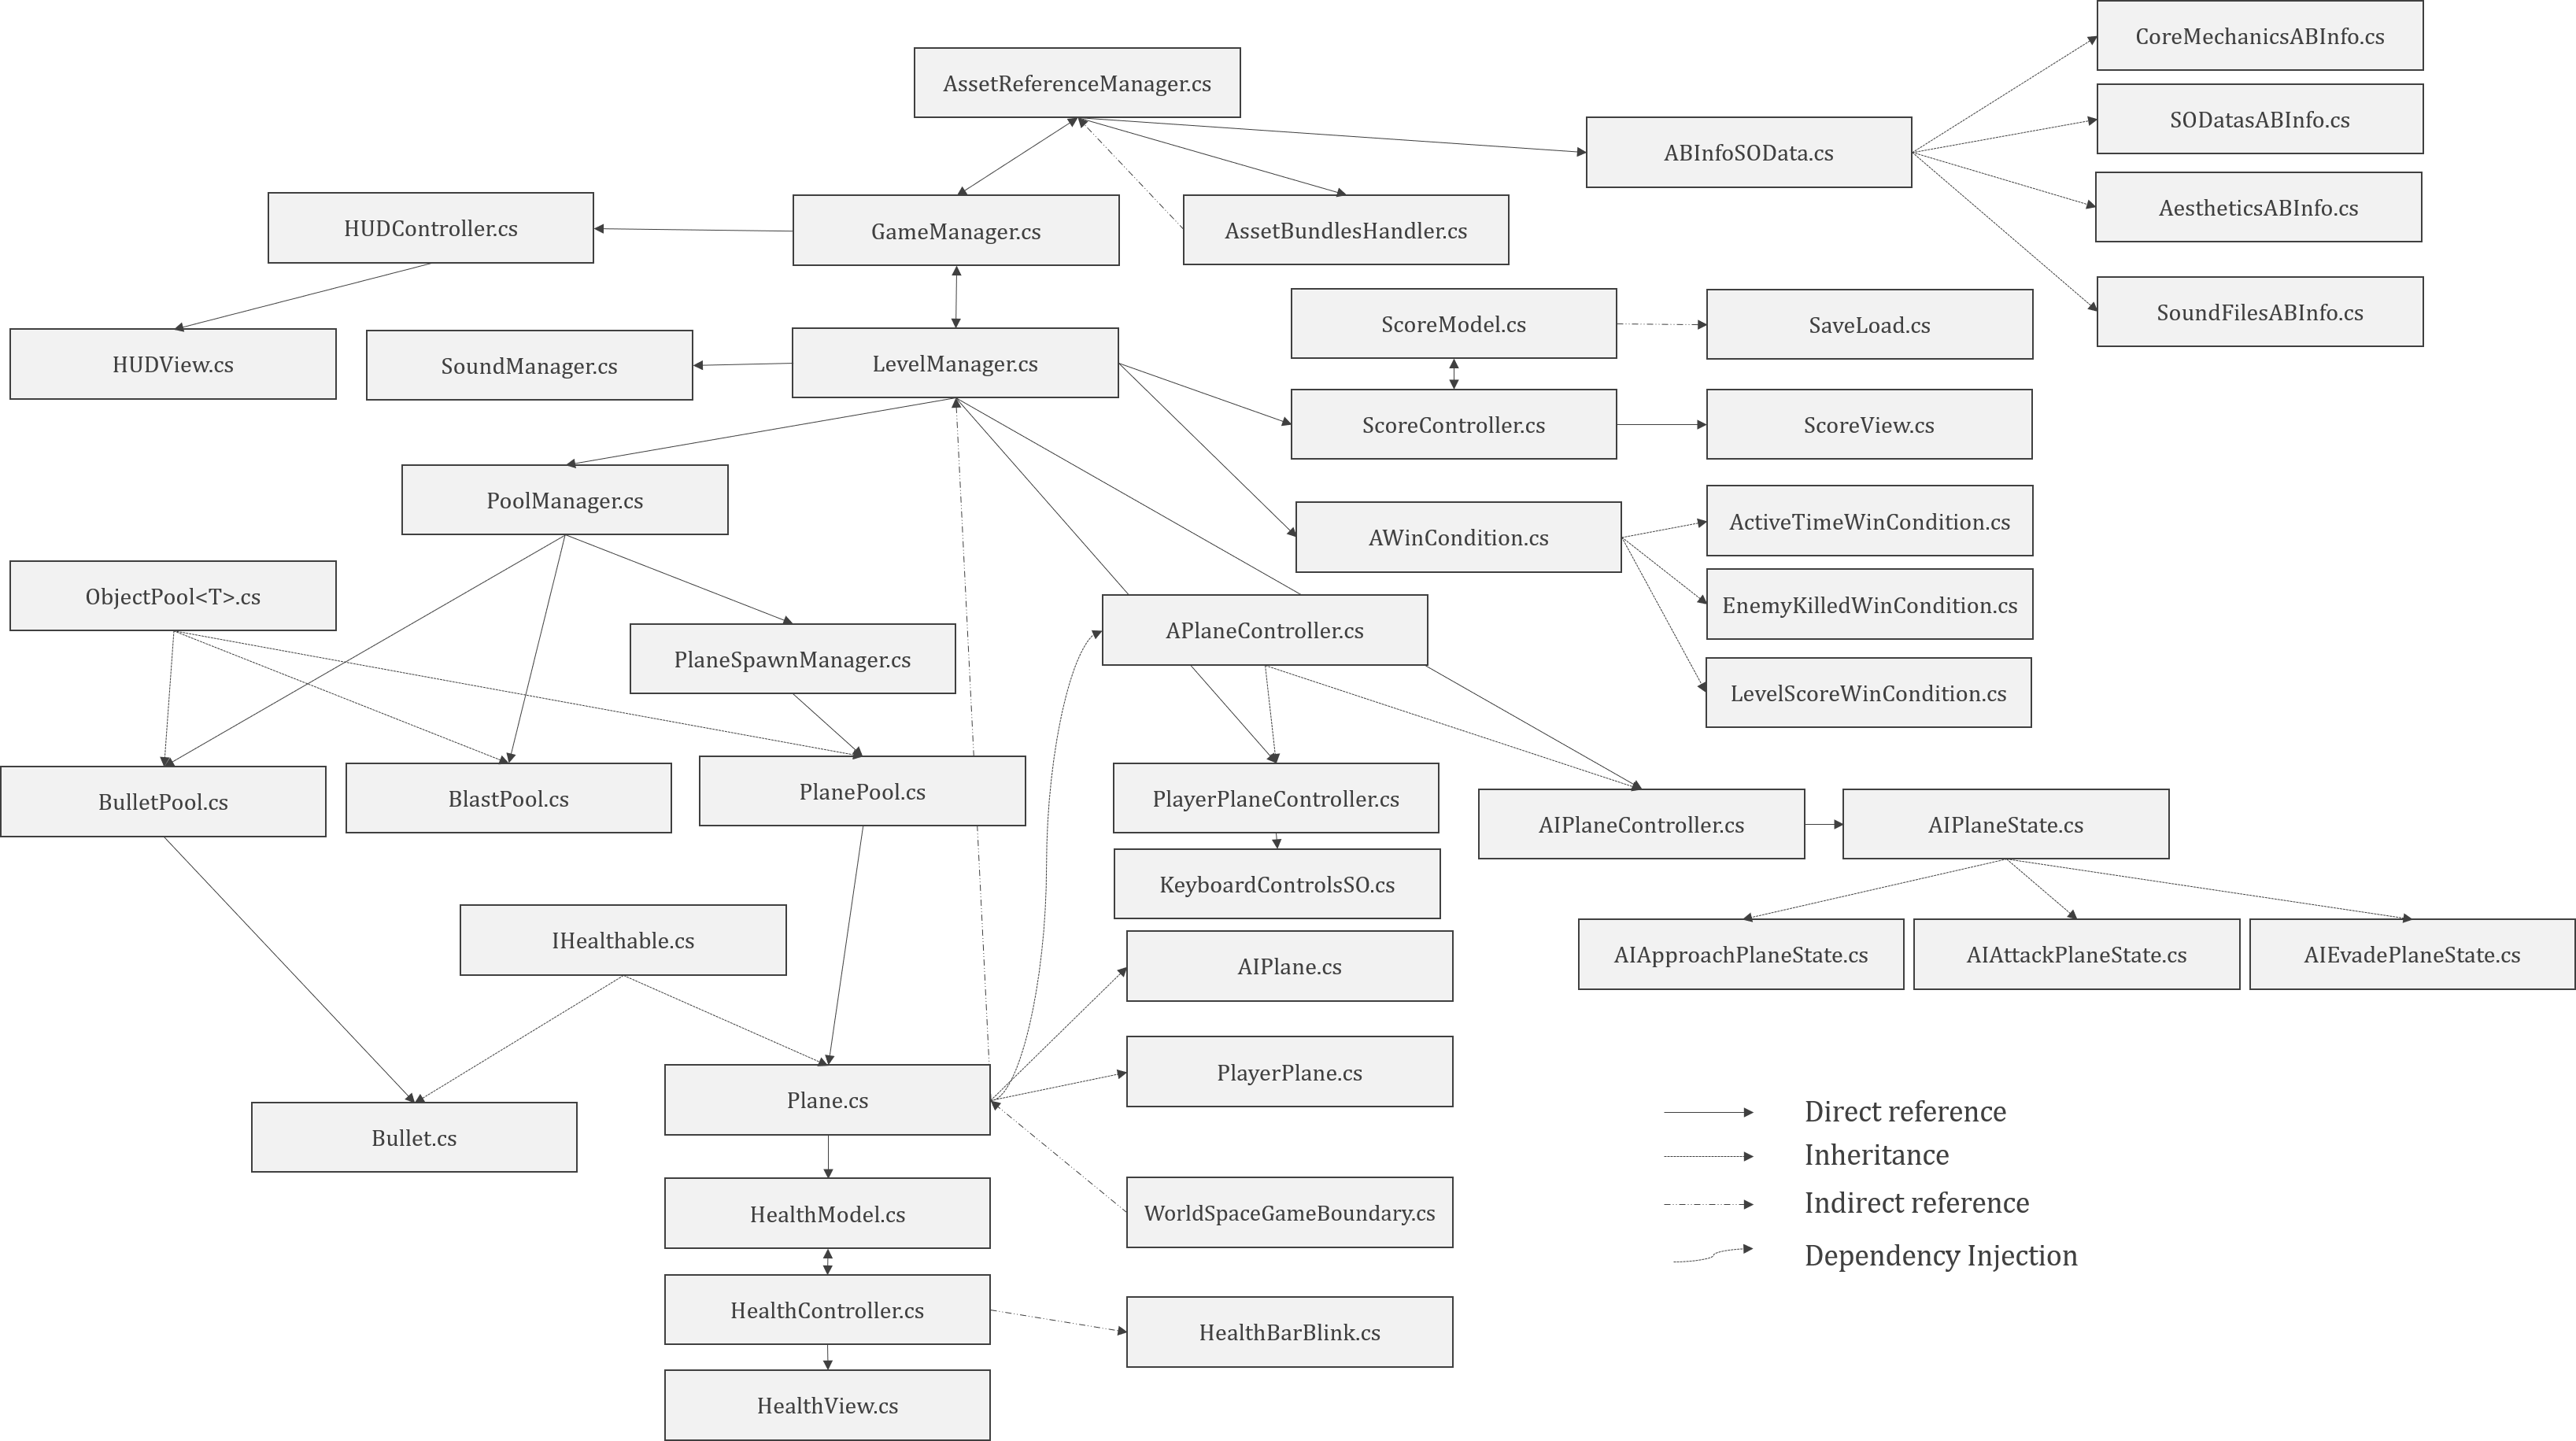 CoreMechanicsABInfo.cs
AssetReferenceManager.cs
SODatasABInfo.cs
ABInfoSOData.cs
AestheticsABInfo.cs
HUDController.cs
GameManager.cs
AssetBundlesHandler.cs
SoundFilesABInfo.cs
ScoreModel.cs
SaveLoad.cs
HUDView.cs
SoundManager.cs
LevelManager.cs
ScoreController.cs
ScoreView.cs
PoolManager.cs
AWinCondition.cs
ActiveTimeWinCondition.cs
ObjectPool<T>.cs
EnemyKilledWinCondition.cs
APlaneController.cs
PlaneSpawnManager.cs
LevelScoreWinCondition.cs
BulletPool.cs
BlastPool.cs
PlanePool.cs
PlayerPlaneController.cs
AIPlaneController.cs
AIPlaneState.cs
KeyboardControlsSO.cs
IHealthable.cs
AIPlane.cs
AIApproachPlaneState.cs
AIAttackPlaneState.cs
AIEvadePlaneState.cs
PlayerPlane.cs
Plane.cs
Bullet.cs
Direct reference
Inheritance
Indirect reference
Dependency Injection
HealthModel.cs
WorldSpaceGameBoundary.cs
HealthController.cs
HealthBarBlink.cs
HealthView.cs